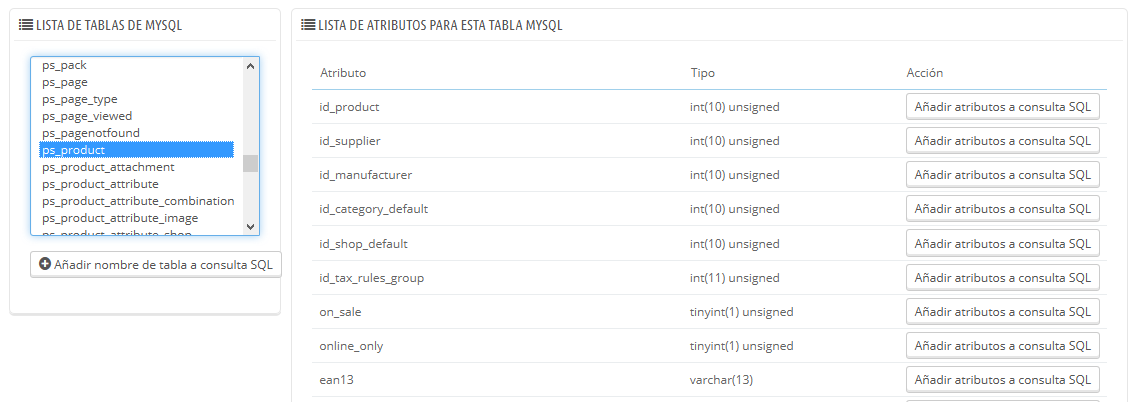 LISTA DE TABLAS DE MYSQL
ps_pack
ps_page
ps_page_type
ps_page_viewed
ps_pagenotfound
ps_product
ps_product_attachment
ps_product_attribute
ps_product_attribute_combination
ps_product_attribute_image
ps_product_attribute_shop
Añadir nombre de tabla a consulta SQL
LISTA DE ATRIBUTOS PARA ESTA TABLA MYSQL
Atributo Tipo Acción
id_product int(10) unsigned Añadir atributos a consulta SQL
id_supplier int(10) unsigned Añadir atributos a consulta SQL
id_manufacturer int(10) unsigned Añadir atributos a consulta SQL
id_category_default int(10) unsigned Añadir atributos a consulta SQL
id_shop_default int(10) unsigned Añadir atributos a consulta SQL
id_tax_rules_group int(11) unsigned Añadir atributos a consulta SQL
on_sale tinyint(1) unsigned Añadir atributos a consulta SQL
online_only tinyint(1) unsigned Añadir atributos a consulta SQL
ean13 varchar(13) Añadir atributos a consulta SQL